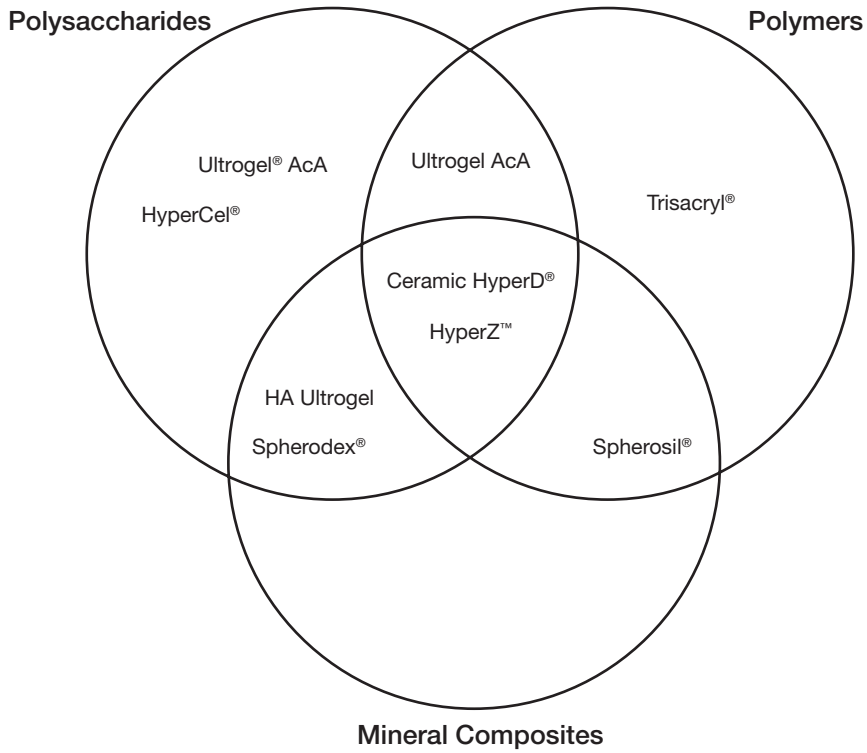 Polysaccharides
Polymers
Ultrogel® AcA
Ultrogel AcA
HyperCel®
Trisacryl®
Ceramic HyperD®
HyperZ™
HA Ultrogel
Spherodex®
Spherosil®
Mineral Composites